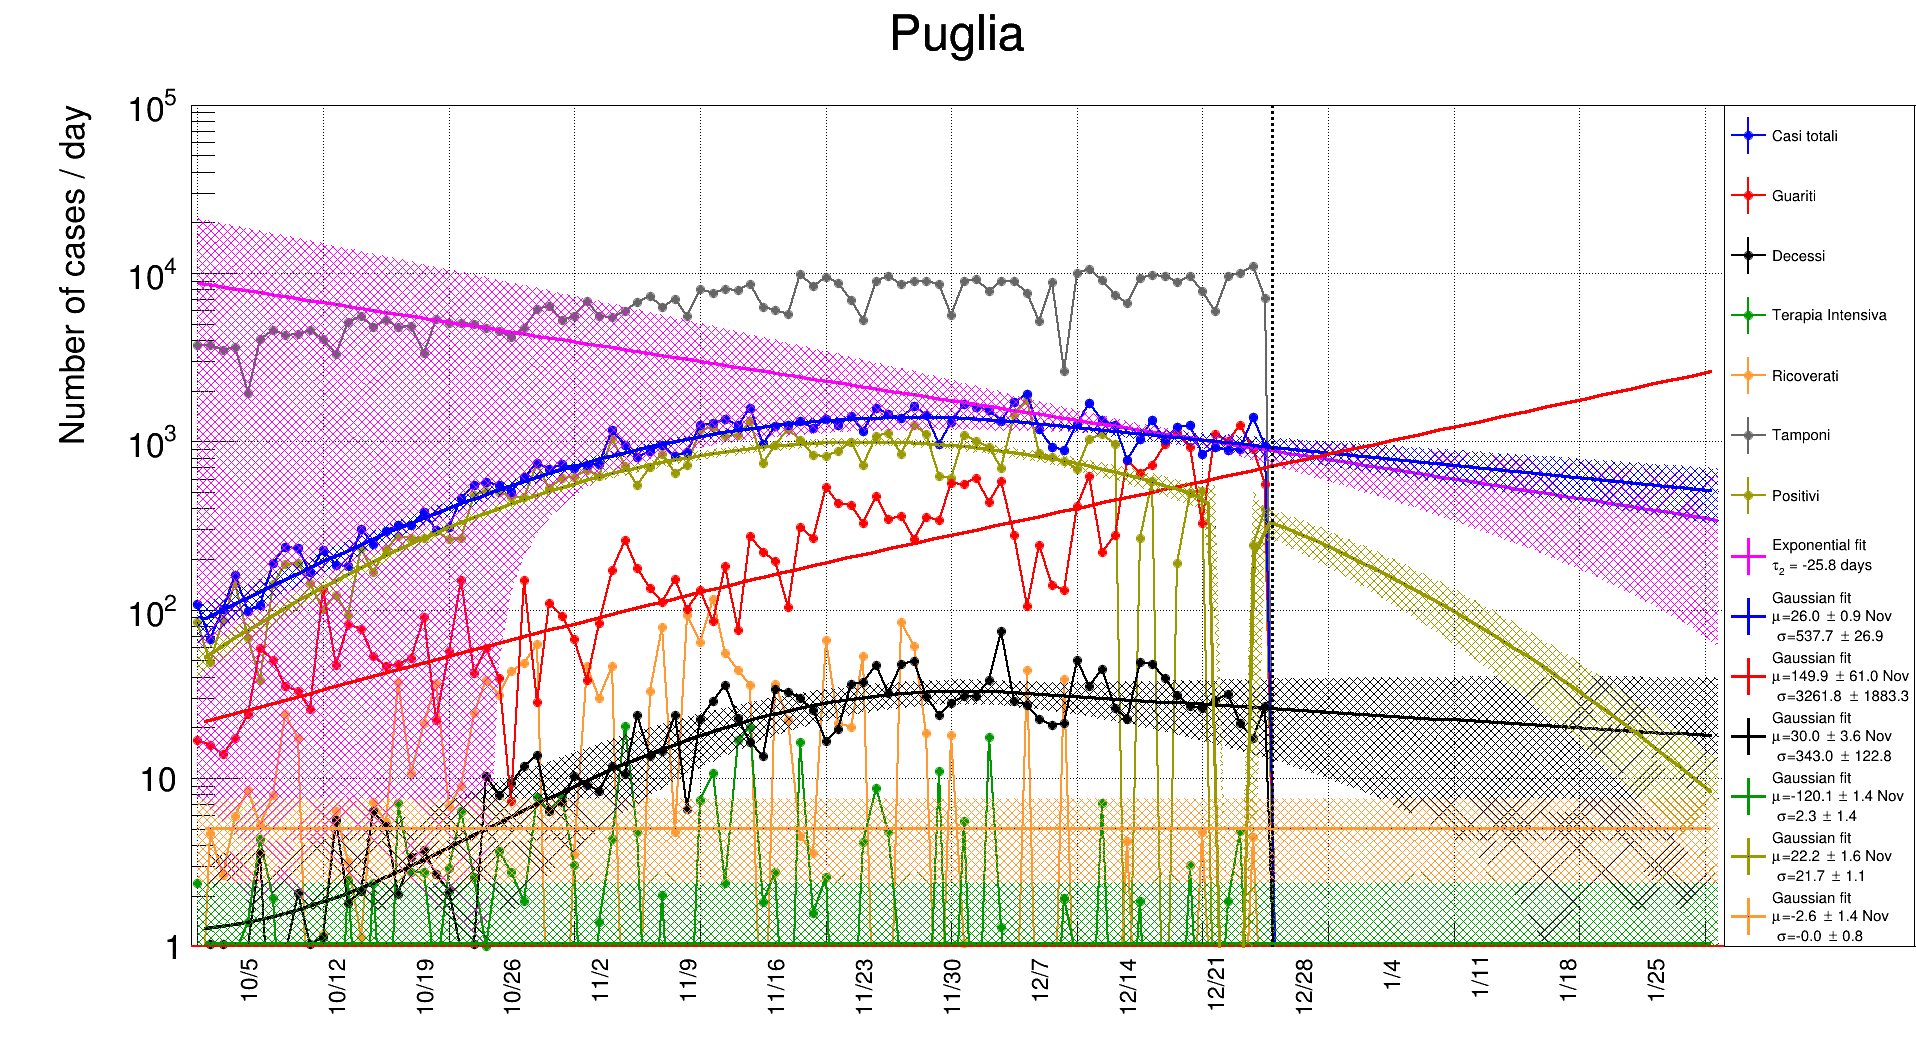 Puglia
Number of cases / day
10^5
10^4
10^3
10^2
10
1
10/5
10/12
10/19
10/26
11/2
11/9
11/16
11/23
11/30
12/7
12/14
12/21
12/28
1/4
1/11
1/18
1/25
Casi totali
Guariti
Decessi
Terapia Intensiva
Ricoverati
Tamponi
Positivi
Exponential fit
τ_2 = -25.8 days
Gaussian fit
μ=26.0 ± 0.9 Nov
σ=537.7 ± 26.9
Gaussian fit
μ=149.9 ± 61.0 Nov
σ=3261.8 ± 1883.3
Gaussian fit
μ=30.0 ± 3.6 Nov
σ=343.0 ± 122.8
Gaussian fit
μ=-120.1 ± 1.4 Nov
σ=2.3 ± 1.4
Gaussian fit
μ=22.2 ± 1.6 Nov
σ=21.7 ± 1.1
Gaussian fit
μ=-2.6 ± 1.4 Nov
σ=-0.0 ± 0.8